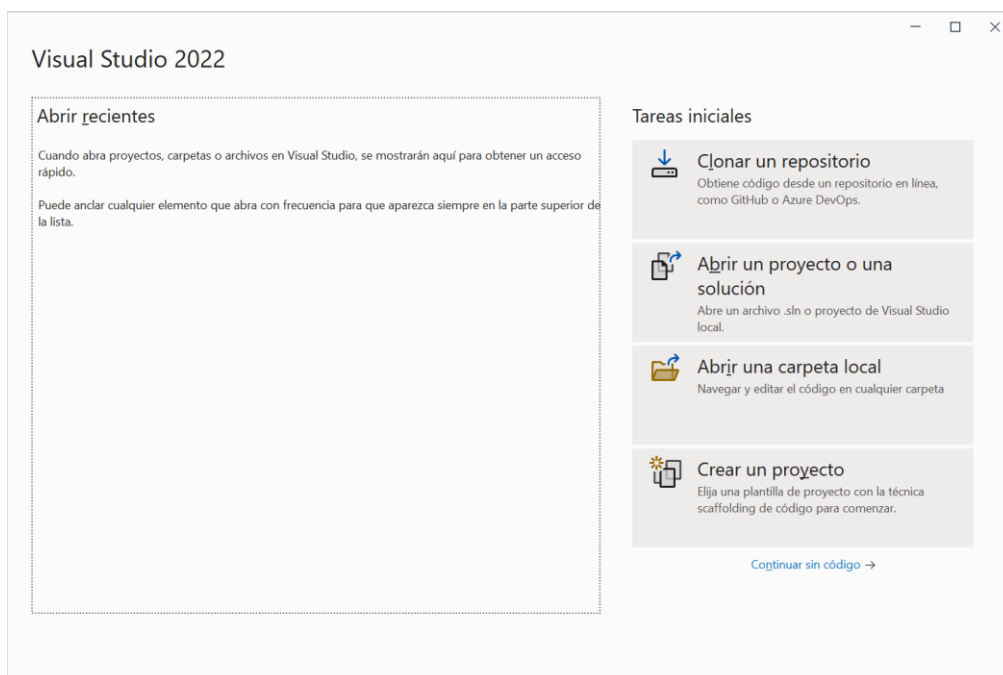 Visual Studio 2022
Abrir recientes
Cuando abra proyectos, carpetas o archivos en Visual Studio, se mostrarán aquí para obtener un acceso
rápido.
Puede anclar cualquier elemento que abra con frecuencia para que aparezca siempre en la parte superior de
la lista.
Tareas iniciales
Clonar un repositorio
Obtiene código desde un repositorio en línea,
como GitHub o Azure DevOps.
Abrir un proyecto o una
solución
Abre un archivo .sln o proyecto de Visual Studio
local.
Abrir una carpeta local
Navegar y editar el código en cualquier carpeta
Crear un proyecto
Elija una plantilla de proyecto con la técnica
scaffolding de código para comenzar.
Continuar sin código →